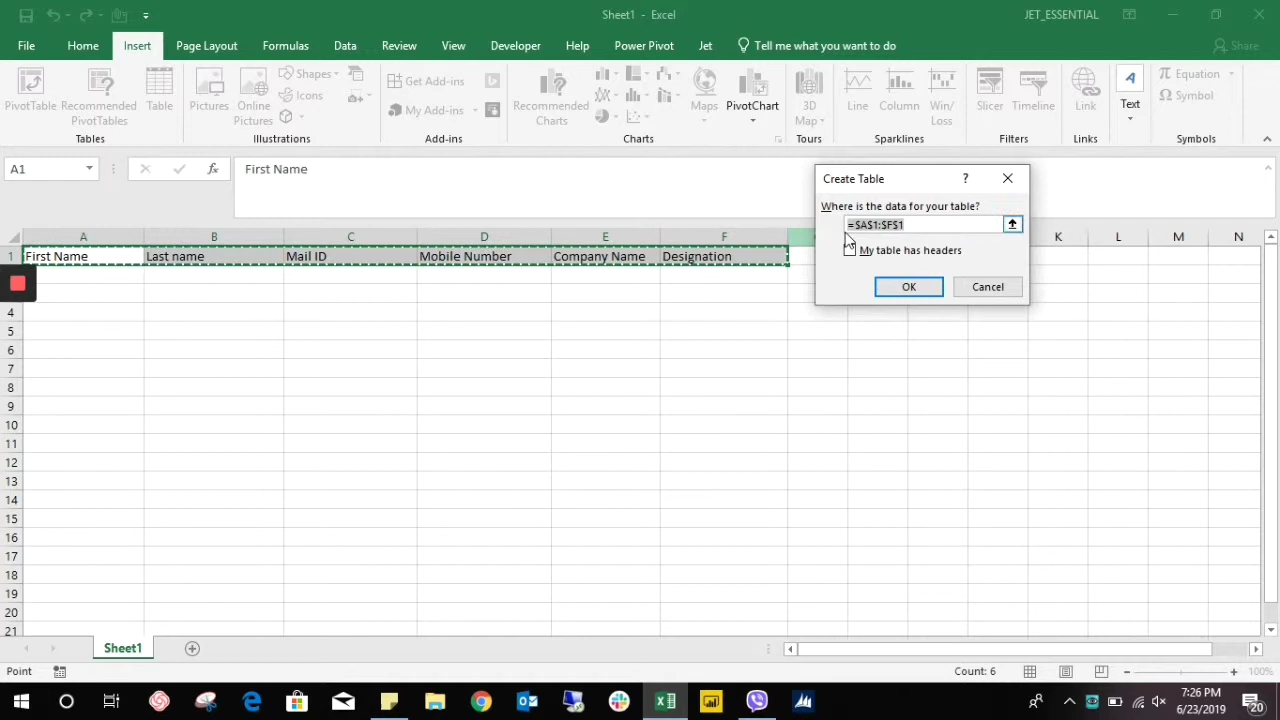 Sheet1 - Excel
JET_ESSENTIAL
File Home Insert Page Layout Formulas Data Review View Developer Help Power Pivot Jet Tell me what you want to do Share
PivotTable
Recommended
PivotTables
Table
Tables
Pictures
Online
Pictures
Shapes
Icons
Illustrations
Get Add-ins
My Add-ins
Add-ins
Recommended
Charts
Maps
PivotChart
Charts
3D
Map
Tours
Line
Column
Win/
Loss
Sparklines
Slicer
Timeline
Filters
Link
Links
A
Text
Equation
Symbol
Symbols
A1
fx
First Name
Create Table
?
Where is the data for your table?
=$A$1:$F$1
My table has headers
OK Cancel
A B C D E F K L M N
1 First Name Last name Mail ID Mobile Number Company Name Designation
4
5
6
7
8
9
10
11
12
13
14
15
16
17
18
19
20
21
Sheet1
Point
Count: 6
100%
7:26 PM
6/23/2019
20